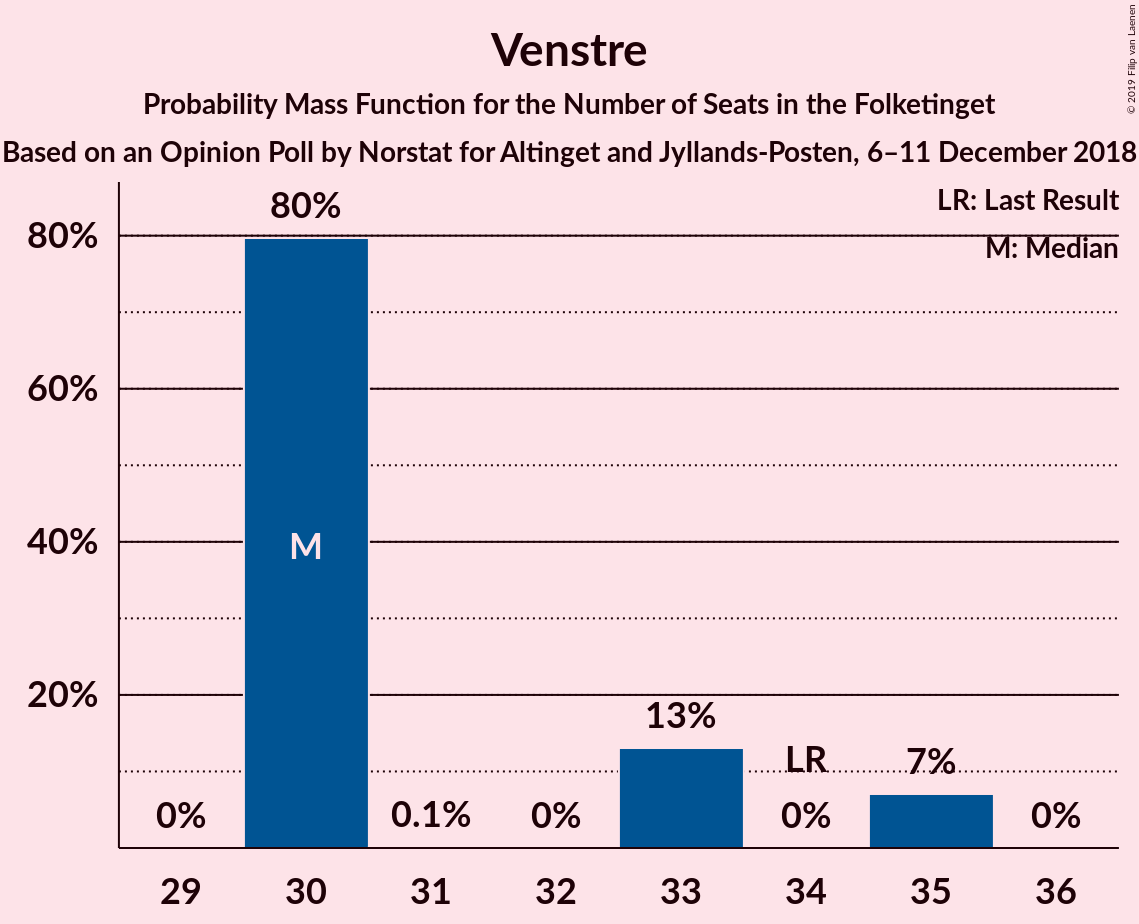 Venstre
Probability Mass Function for the Number of Seats in the Folketinget
Based on an Opinion Poll by Norstat for Altinget and Jyllands-Posten, 6–11 December 2018
© 2019 Filip van Laenen
LR: Last Result
M: Median
80%
60%
40%
20%
0%
80%
M
0.1%
0%
13%
LR
0%
7%
0%
29 30 31 32 33 34 35 36